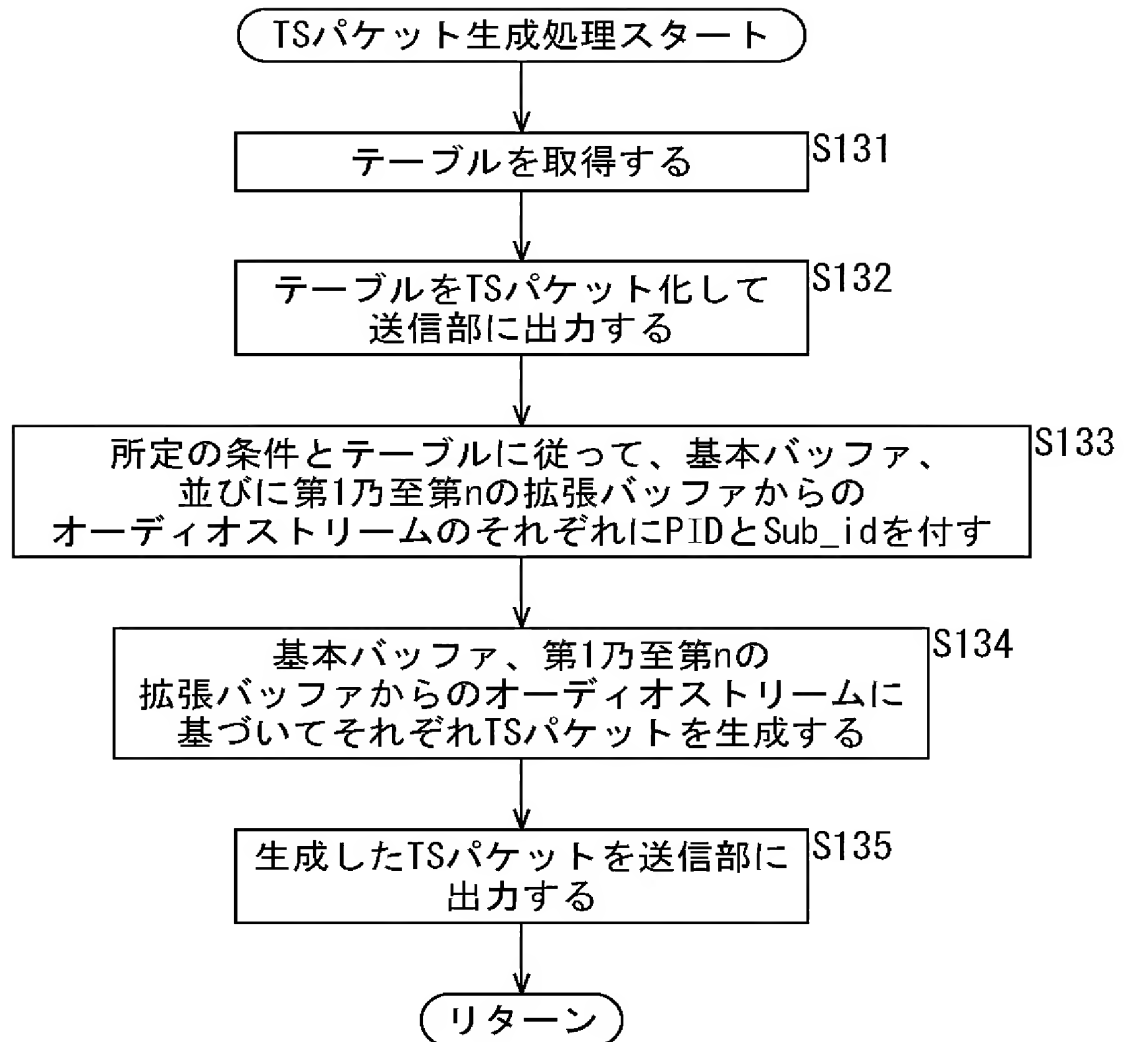 TSパケット生成処理スタート
テーブルを取得する
S131
テーブルをTSパケット化して
送信部に出力する
S132
所定の条件とテーブルに従って、基本バッファ、
並びに第1乃至第nの拡張バッファからの
オーディオストリームのそれぞれにPIDとSub_idを付す
S133
基本バッファ、第1乃至第nの
拡張バッファからのオーディオストリームに
基づいてそれぞれTSパケットを生成する
S134
生成したTSパケットを送信部に
出力する
S135
リターン